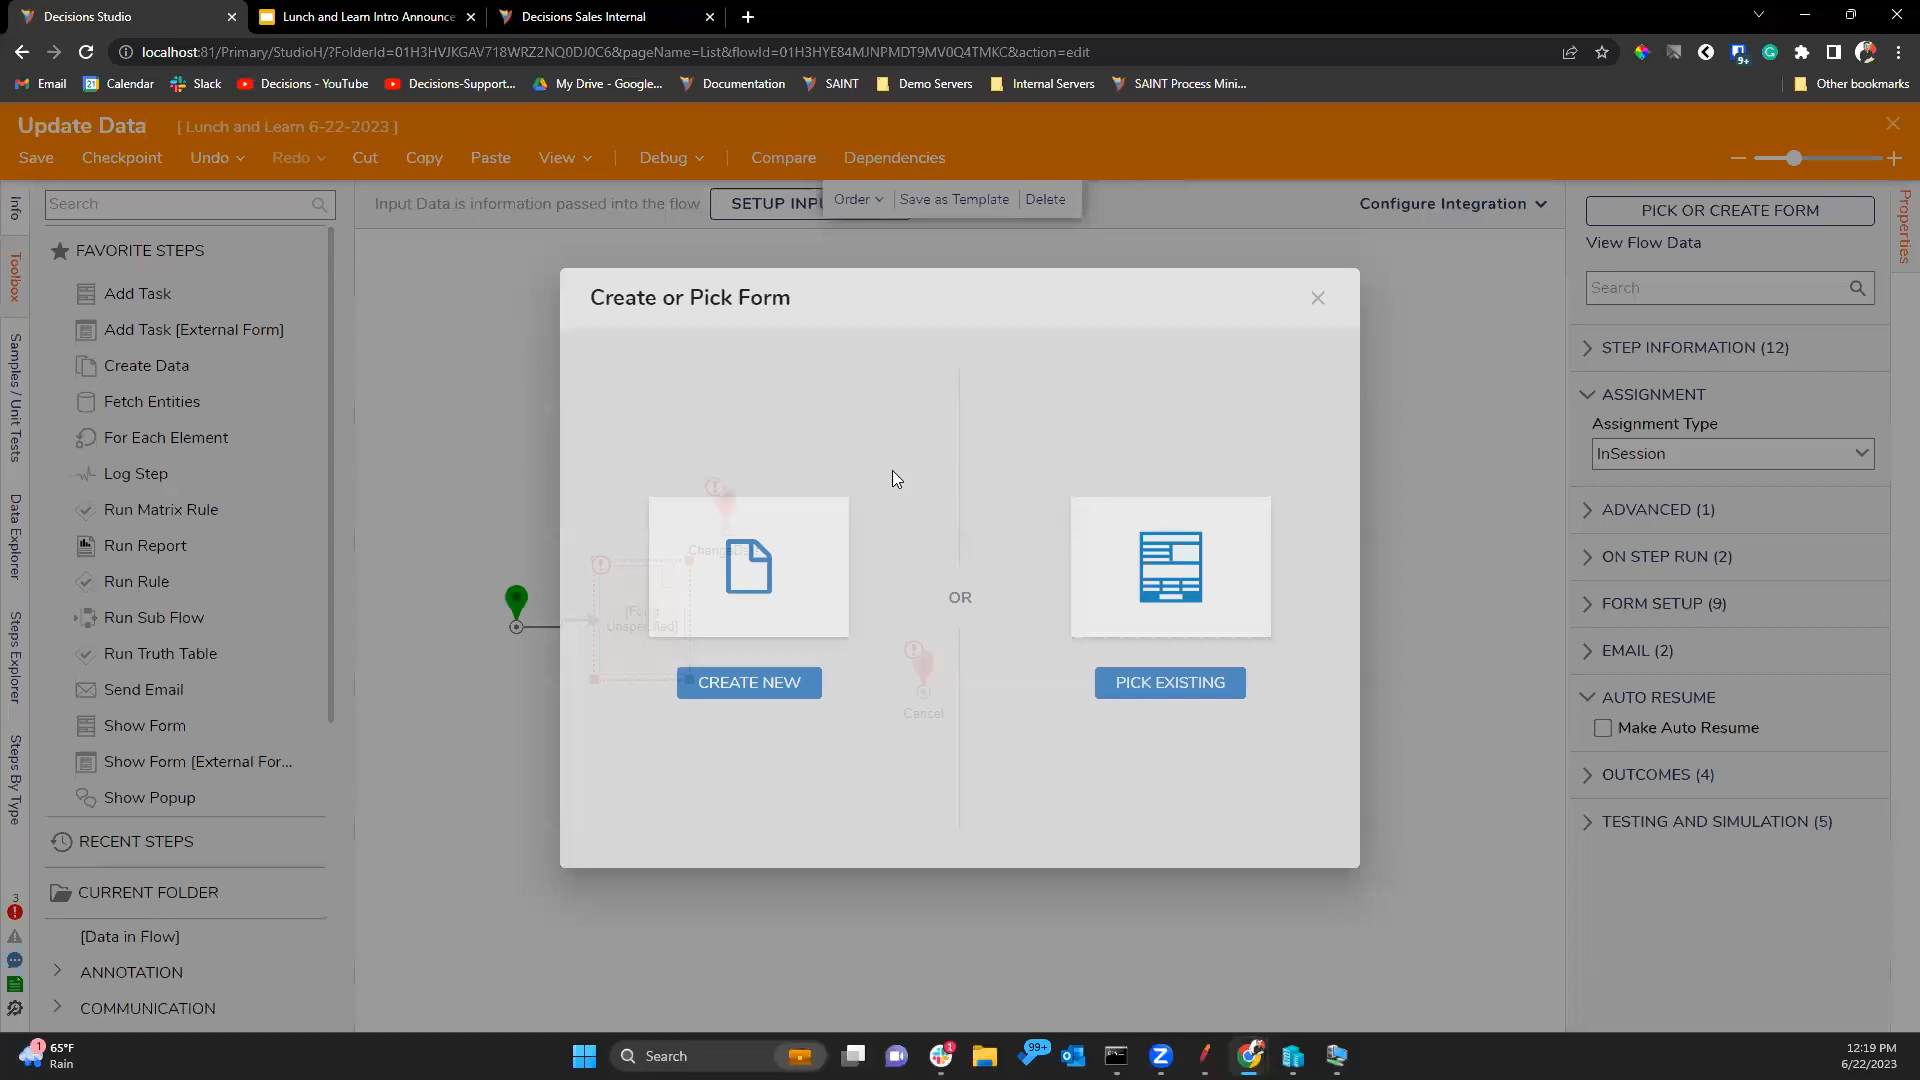 Decisions Studio
Lunch and Learn Intro Announce
Decisions Sales Internal
localhost:81/Primary/StudioH/?FolderId=01H3HVJKGAV718WRZ2NQ0DJ0C6&pageName=List&flowId=01H3HYE84MJNPMDT9MV0Q4TMKC&action=edit
9+
Email
Calendar
Slack
Decisions - YouTube
Decisions-Support...
My Drive - Google...
Documentation
SAINT
Demo Servers
Internal Servers
SAINT Process Mini...
Other bookmarks
Update Data
[ Lunch and Learn 6-22-2023 ]
Save
Checkpoint
Undo
Redo
Cut
Copy
Paste
View
Debug
Compare
Dependencies
Info
Toolbox
Samples / Unit Tests
Data Explorer
Steps Explorer
Steps By Type
3
Search
FAVORITE STEPS
Add Task
Add Task [External Form]
Create Data
Fetch Entities
For Each Element
Log Step
Run Matrix Rule
Run Report
Run Rule
Run Sub Flow
Run Truth Table
Send Email
Show Form
Show Form [External For...
Show Popup
RECENT STEPS
CURRENT FOLDER
[Data in Flow]
ANNOTATION
COMMUNICATION
Input Data is information passed into the flow
SETUP INPU
Order
Save as Template
Delete
Configure Integration
Create or Pick Form
Unspecified]
Cancel
OR
CREATE NEW
PICK EXISTING
Properties
PICK OR CREATE FORM
View Flow Data
Search
STEP INFORMATION (12)
ASSIGNMENT
Assignment Type
InSession
ADVANCED (1)
ON STEP RUN (2)
FORM SETUP (9)
EMAIL (2)
AUTO RESUME
Make Auto Resume
OUTCOMES (4)
TESTING AND SIMULATION (5)
1
65°F
Rain
Search
1
99+
12:19 PM
6/22/2023